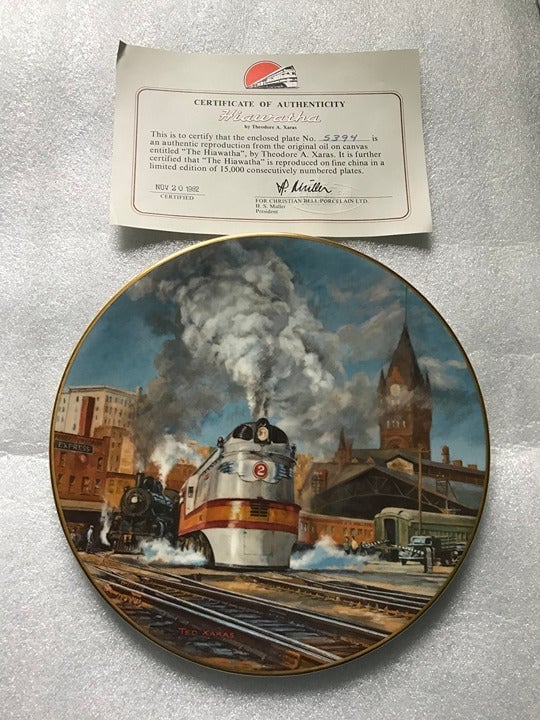 CERTIFICATE OF AUTHENTICITY
Hiawatha
by Theodore A. Xaras
This is to certify that the enclosed plate No. 5394 is
an authentic reproduction from the original oil on canvas
entitled "The Hiawatha", by Theodore A. Xaras. It is further
certified that "The Hiawatha" is reproduced on fine china in a
limited edition of 15,000 consecutively numbered plates.
NOV 20 1982
CERTIFIED
H. Müller
FOR CHRISTIAN BELL PORCELAIN LTD.
H. S. Muller
President
EXPRESS
2
TED XARAS